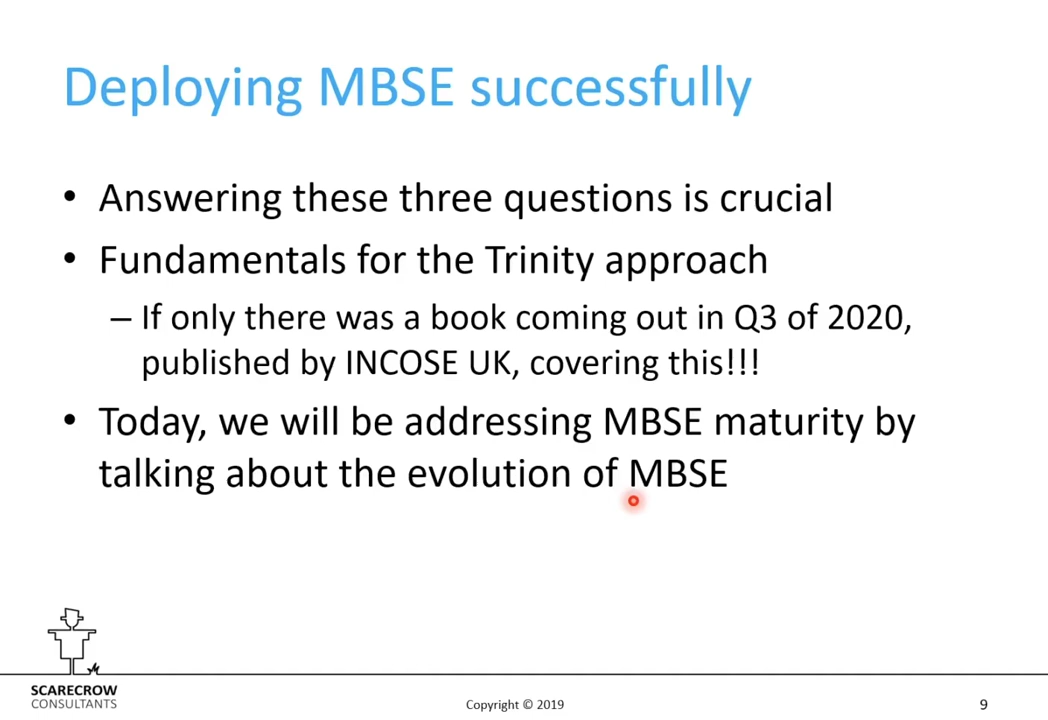 Deploying MBSE successfully
• Answering these three questions is crucial
• Fundamentals for the Trinity approach
– If only there was a book coming out in Q3 of 2020,
published by INCOSE UK, covering this!!!
• Today, we will be addressing MBSE maturity by
talking about the evolution of MBSE
SCARECROW
CONSULTANTS
Copyright © 2019
9